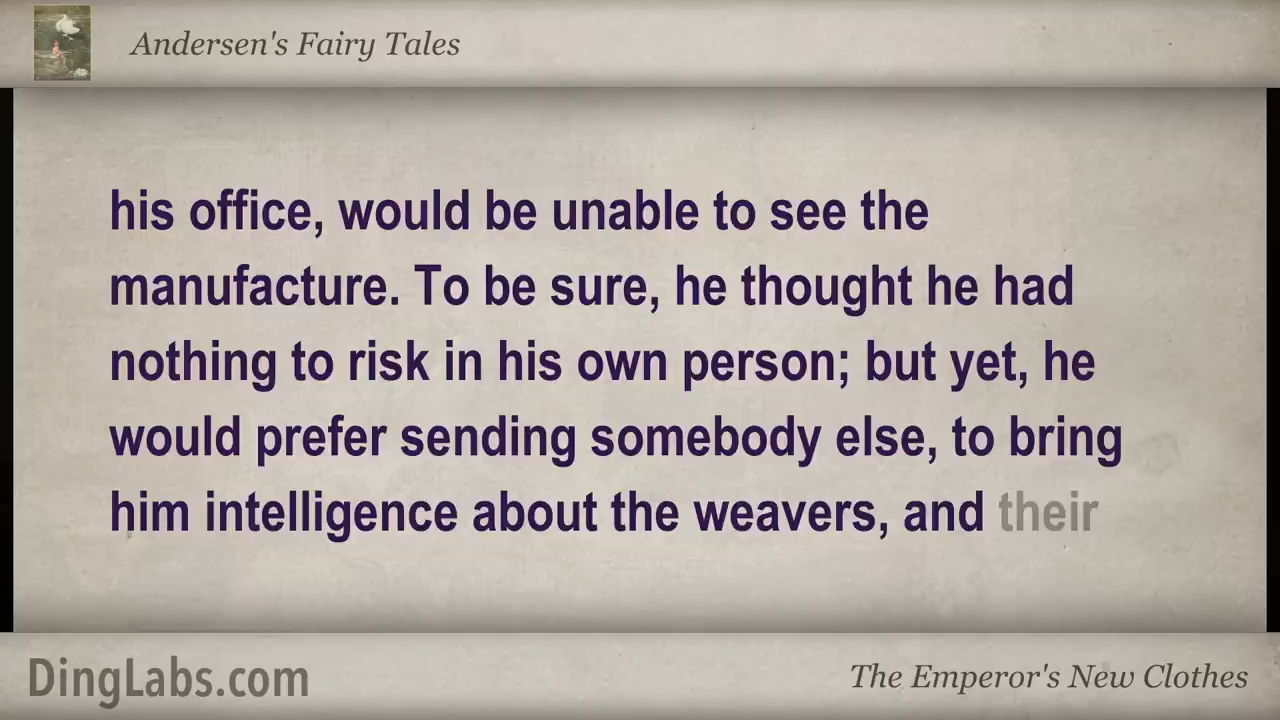 Andersen's Fairy Tales
his office, would be unable to see the
manufacture. To be sure, he thought he had
nothing to risk in his own person; but yet, he
would prefer sending somebody else, to bring
him intelligence about the weavers, and their
DingLabs.com
The Emperor's New Clothes